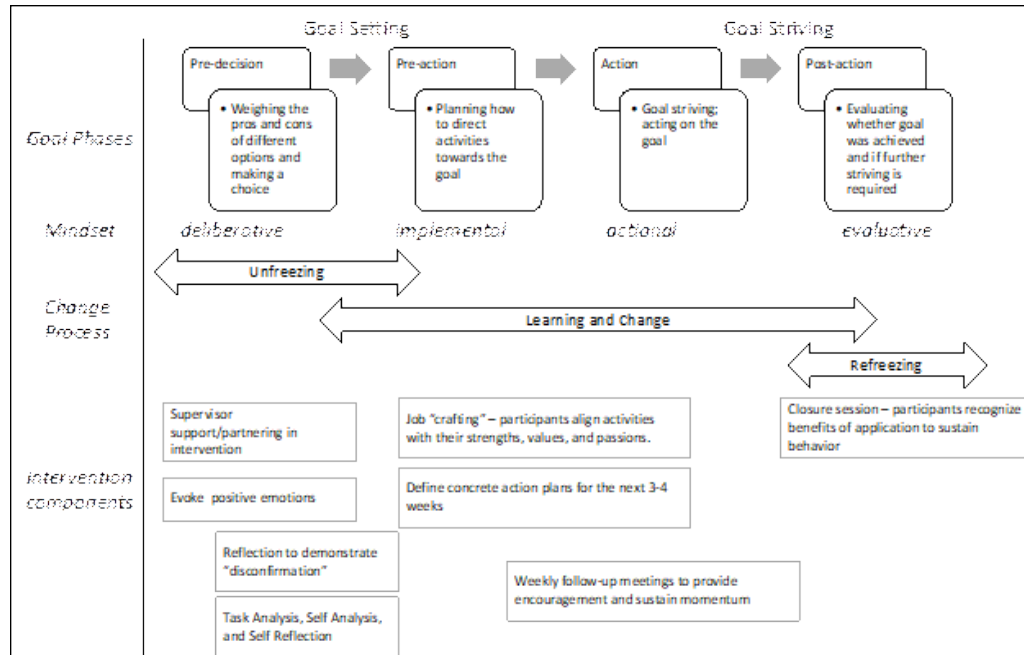 Goal Setting
Goal Striving
Pre-decision
Pre-action
Action
Post-action
Goal Phases
• Weighing the
pros and cons
of different
options and
making a
choice
• Planning how
to direct
activities
towards the
goal
• Goal striving;
acting on the
goal
• Evaluating
whether goal
was achieved
and if further
striving is
required
Mindset
deliberative
implemental
actional
evaluative
Unfreezing
Change
Process
Learning and Change
Refreezing
Intervention
components
Supervisor
support/partnering in
intervention
Job "crafting" – participants align activities
with their strengths, values, and passions.
Closure session – participants recognize
benefits of application to sustain
behavior
Evoke positive emotions
Define concrete action plans for the next 3-4
weeks
Reflection to demonstrate
"disconfirmation"
Weekly follow-up meetings to provide
encouragement and sustain momentum
Task Analysis, Self Analysis,
and Self Reflection